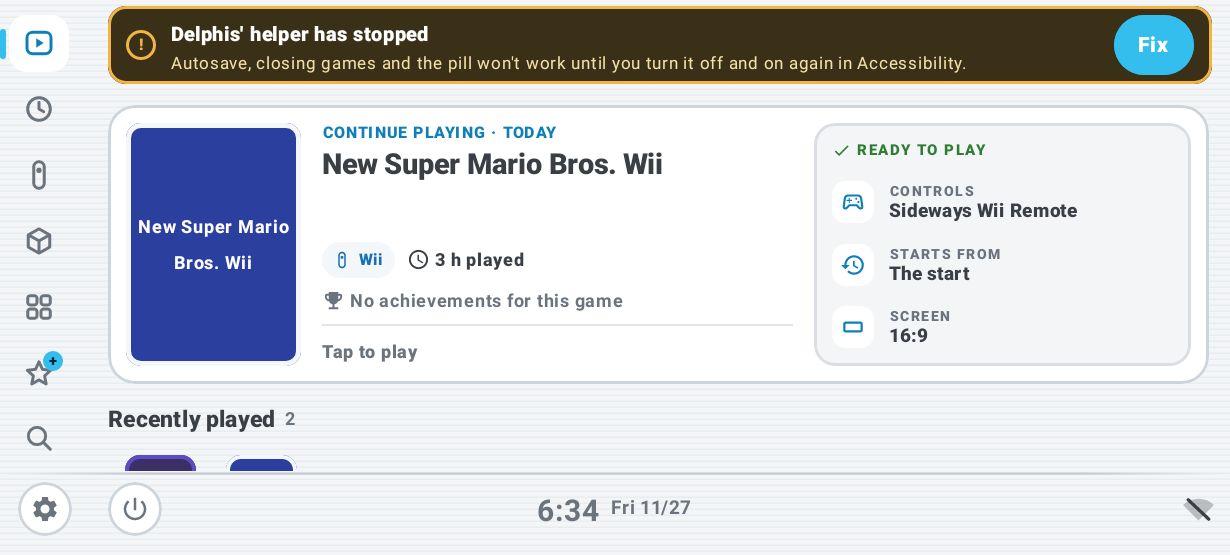 Delphis' helper has stopped
Autosave, closing games and the pill won't work until you turn it off and on again in Accessibility.
Fix
New Super Mario
Bros. Wii
CONTINUE PLAYING · TODAY
New Super Mario Bros. Wii
Wii
3 h played
No achievements for this game
Tap to play
READY TO PLAY
CONTROLS
Sideways Wii Remote
STARTS FROM
The start
SCREEN
16:9
Recently played 2
6:34 Fri 11/27